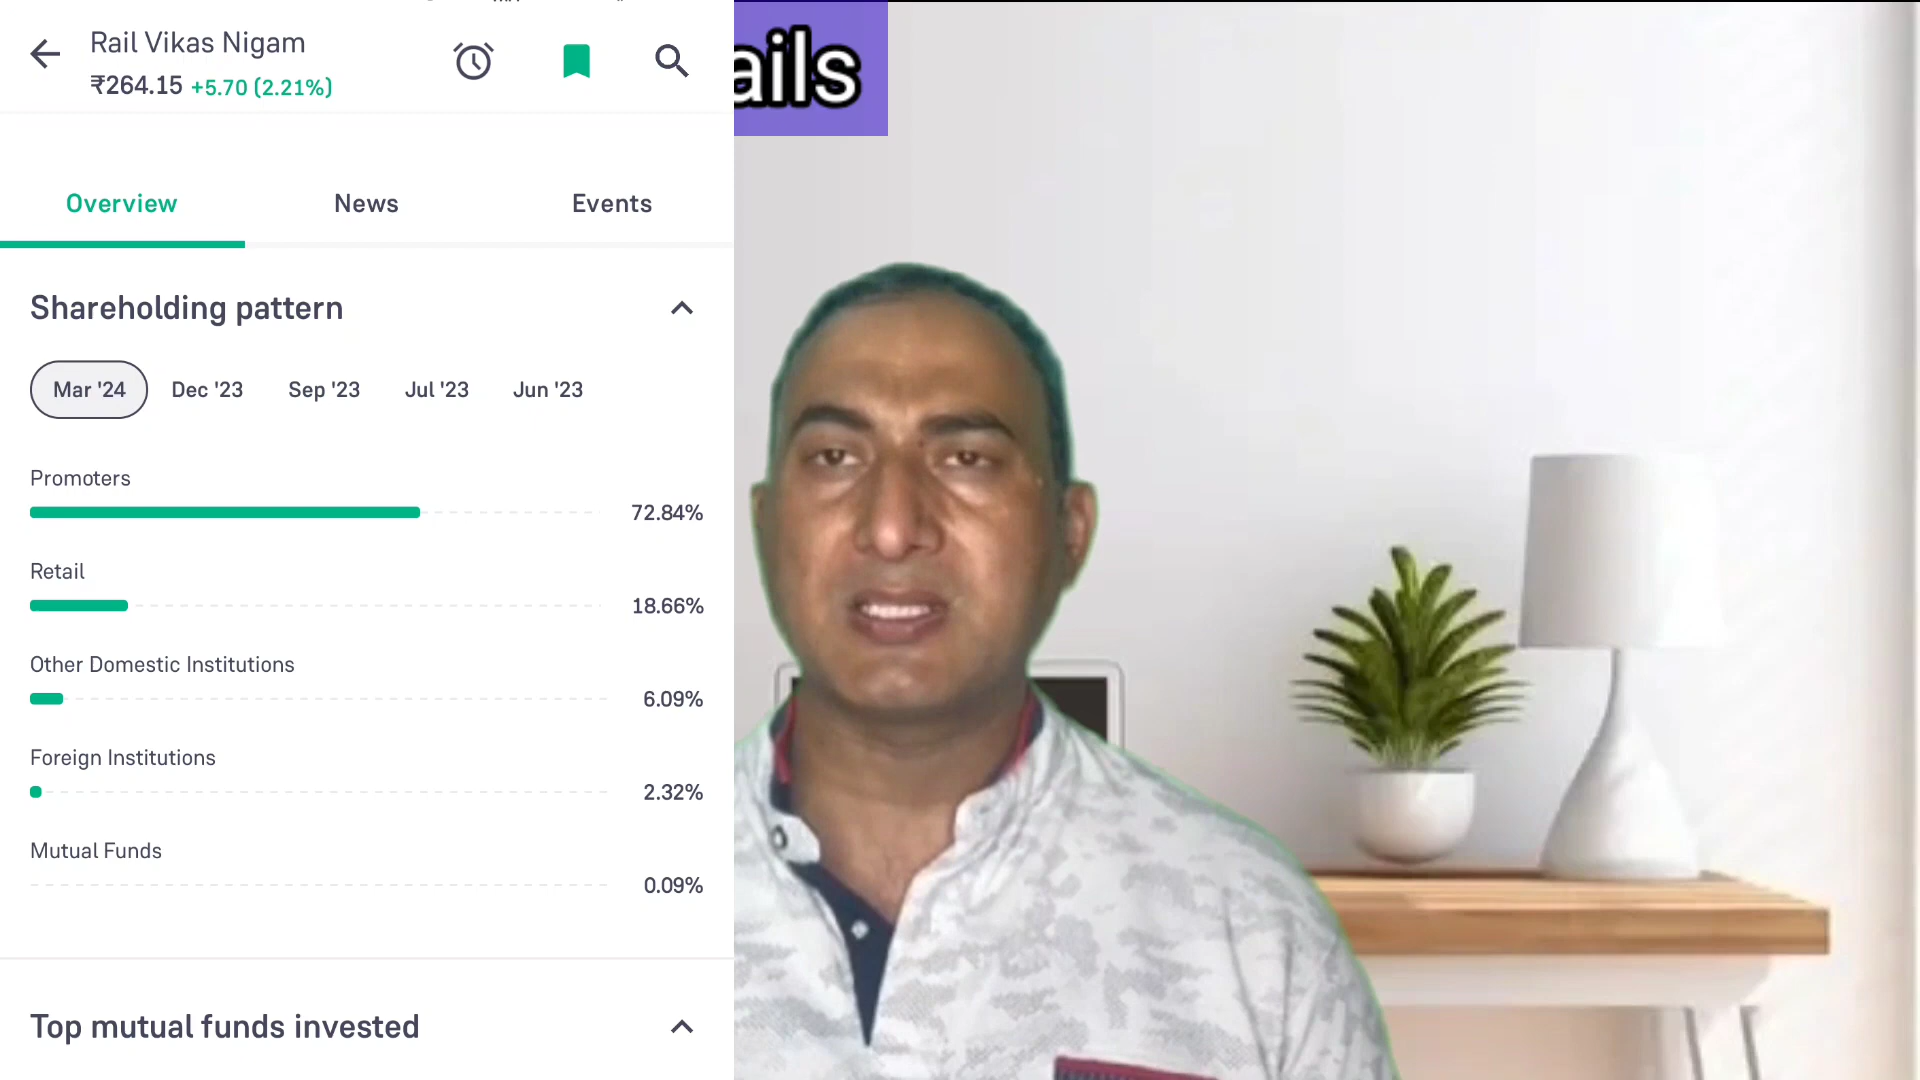 Rail Vikas Nigam
₹264.15 +5.70 (2.21%)
Overview News Events
Shareholding pattern
Mar '24 Dec '23 Sep '23 Jul '23 Jun '23
Promoters
72.84%
Retail
18.66%
Other Domestic Institutions
6.09%
Foreign Institutions
2.32%
Mutual Funds
0.09%
Top mutual funds invested
ails